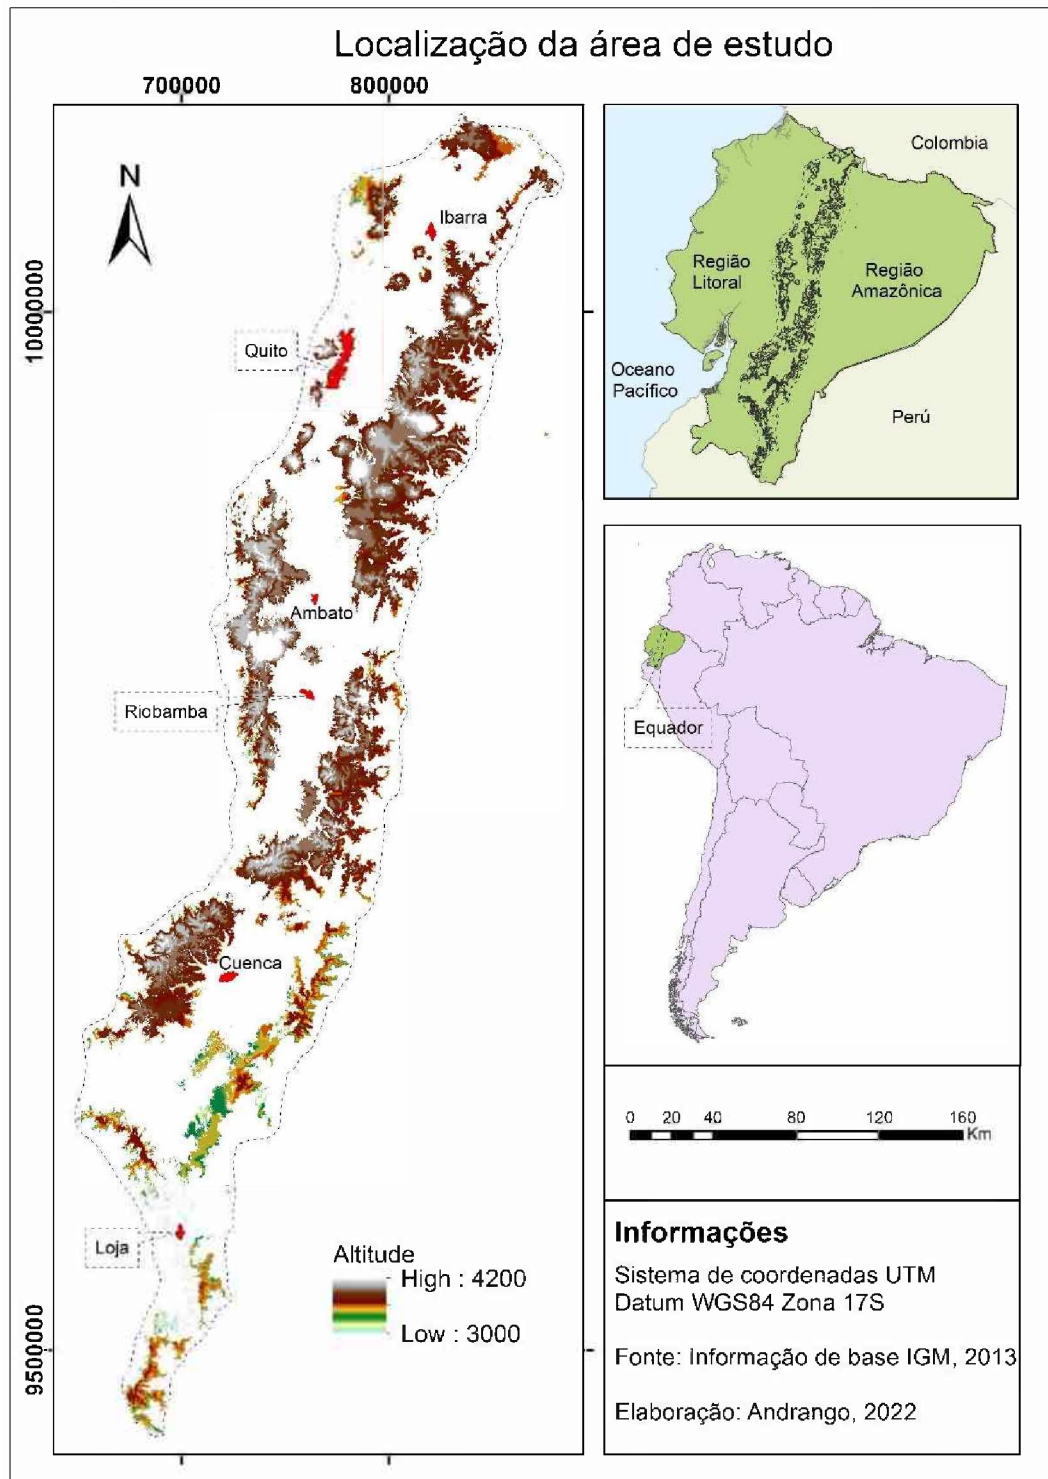 Localização da área de estudo
700000
800000
N
10000000
9500000
Ibarra
Quito
Ambato
Riobamba
Cuenca
Loja
Altitude
High : 4200
Low : 3000
Colombia
Região
Litoral
Região
Amazônica
Oceano
Pacífico
Perú
Equador
0 20 40 80 120 160
Km
Informações
Sistema de coordenadas UTM
Datum WGS84 Zona 17S
Fonte: Informação de base IGM, 2013
Elaboração: Andrango, 2022